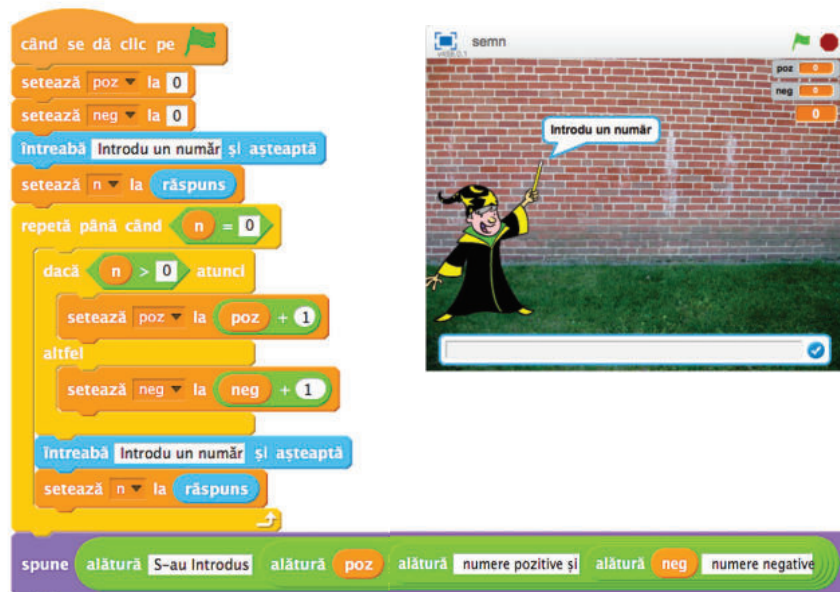 când se dă clic pe
setează poz la 0
setează neg la 0
întreabă Introdu un număr și așteaptă
setează n la răspuns
repetă până când n = 0
dacă n > 0 atunci
setează poz la poz + 1
altfel
setează neg la neg + 1
întreabă Introdu un număr și așteaptă
setează n la răspuns
spune alătură S-au Introdus alătură poz alătură numere pozitive și alătură neg numere negative
semn
poz 0
neg 0
0
Introdu un număr